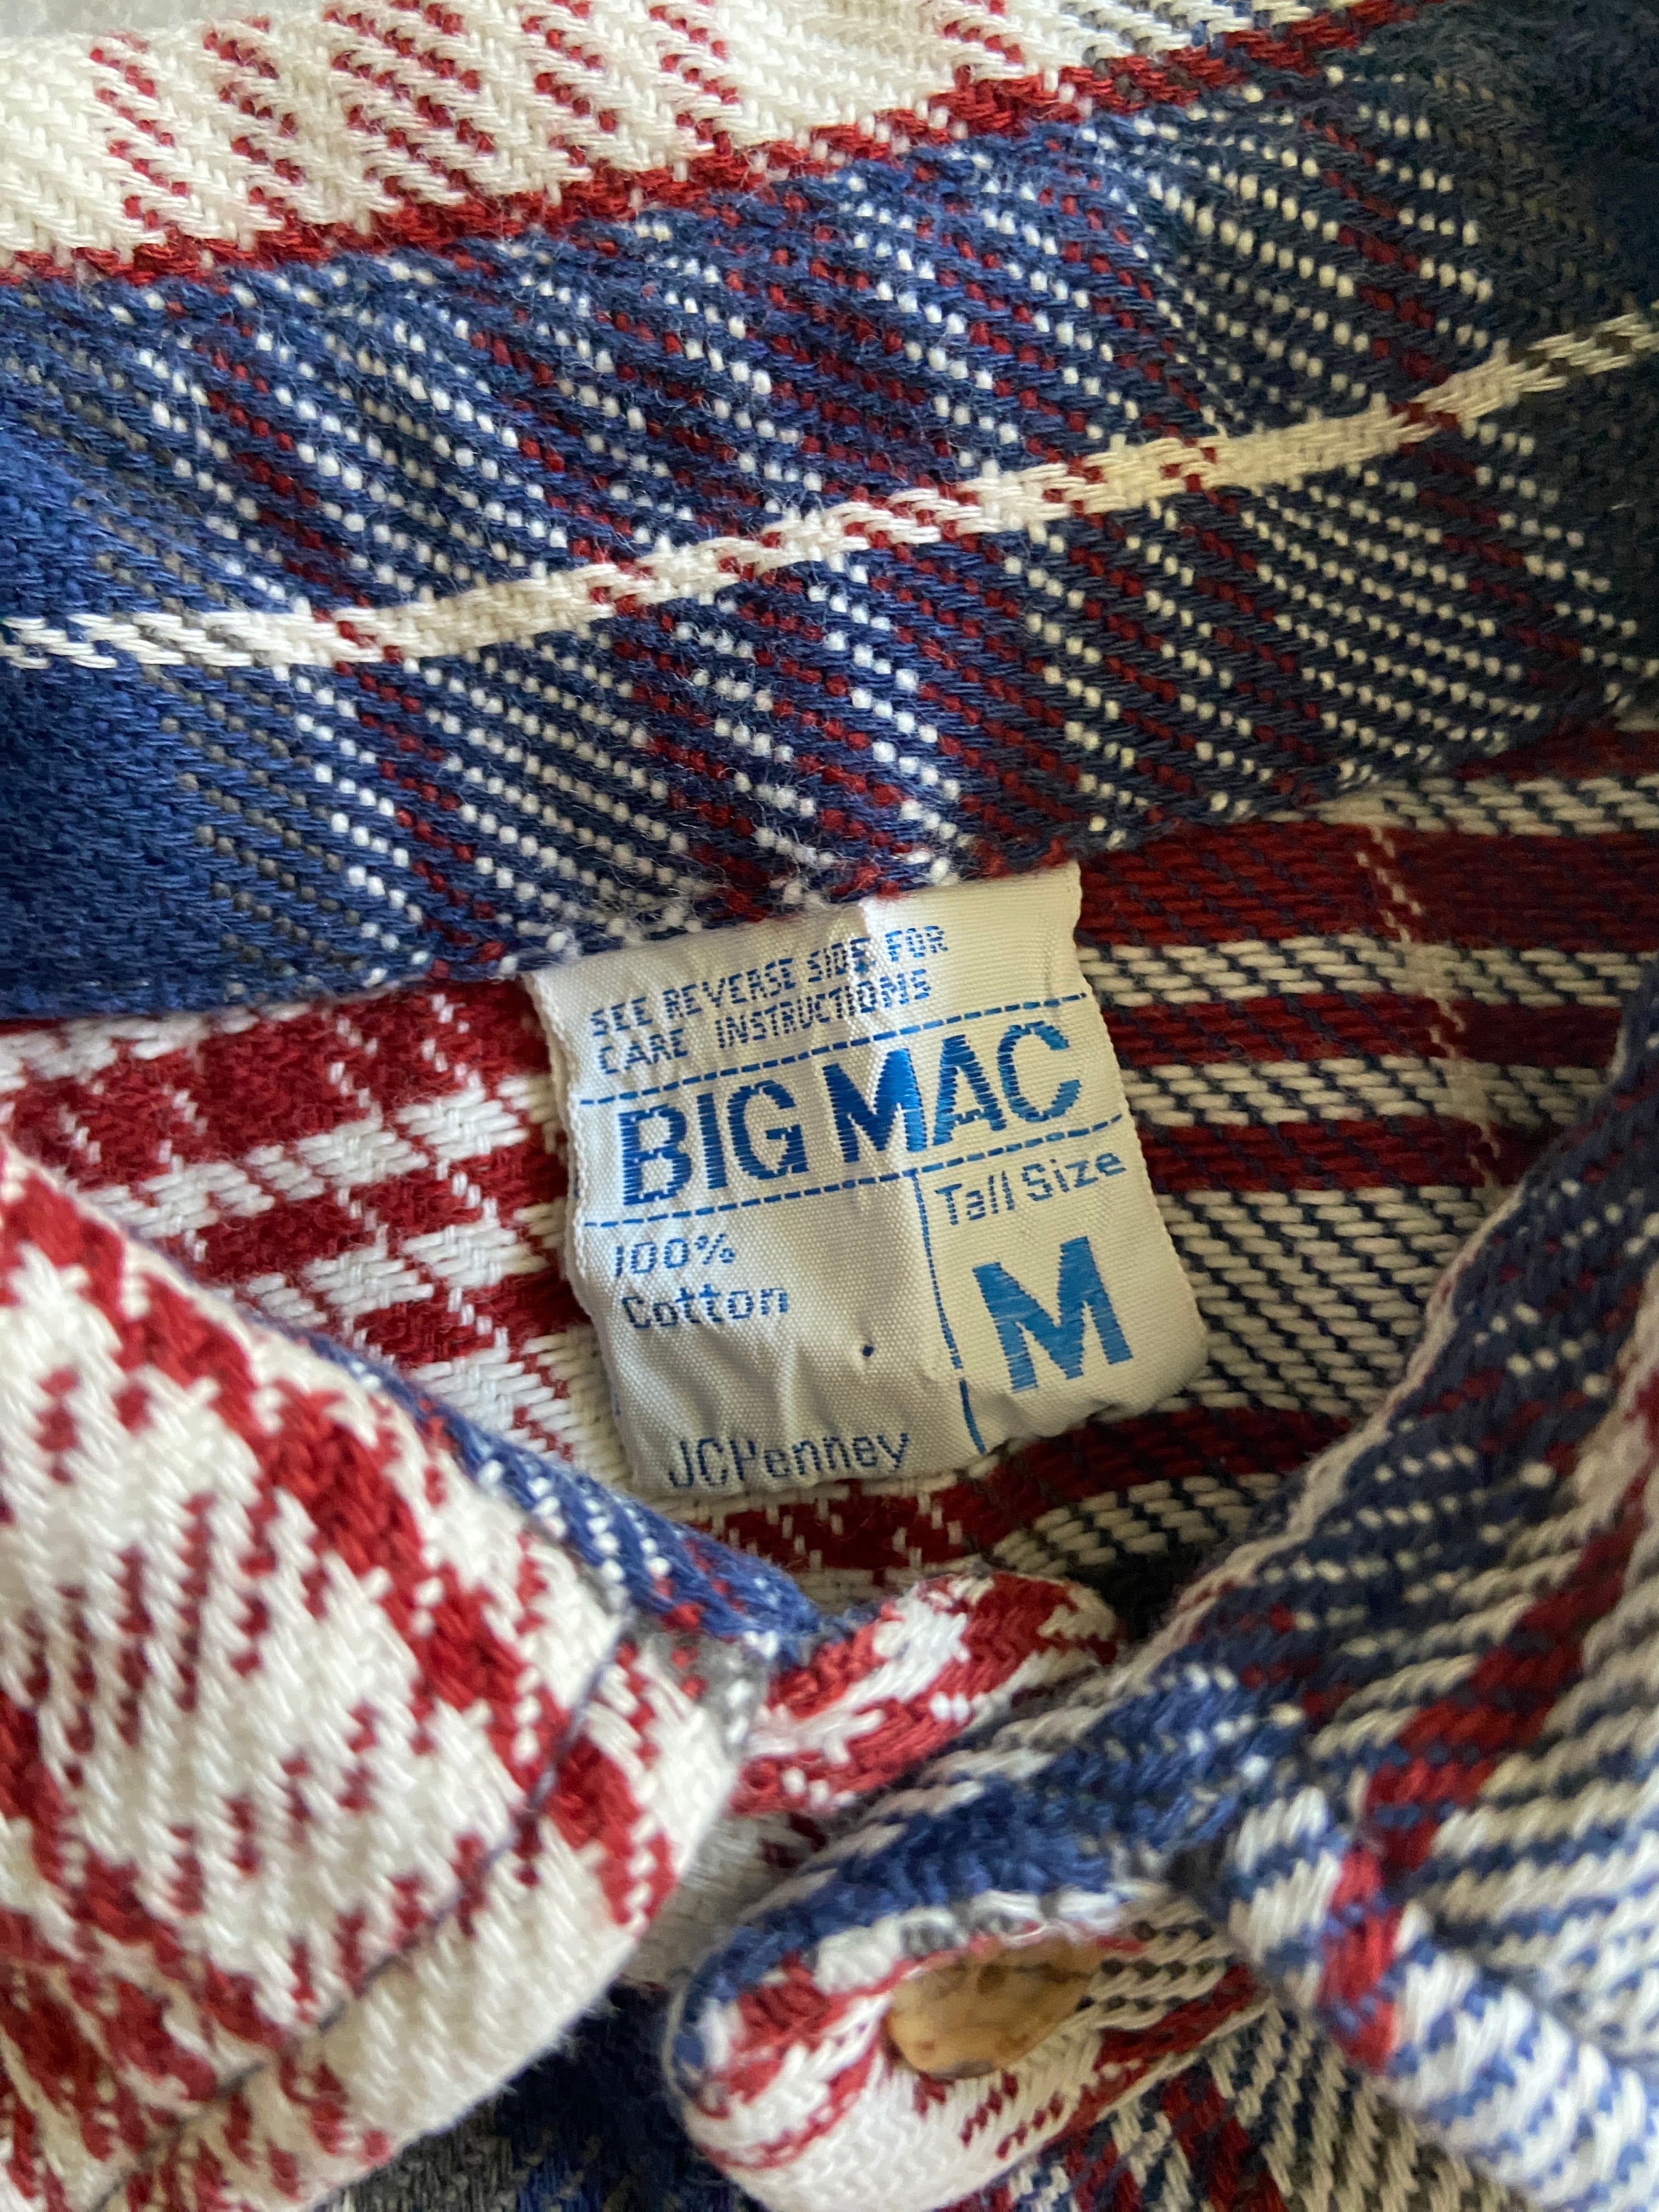 SEE REVERSE SIDE FOR
CARE INSTRUCTIONS
BIG MAC
Tall Size
100%
Cotton
M
JCPenney